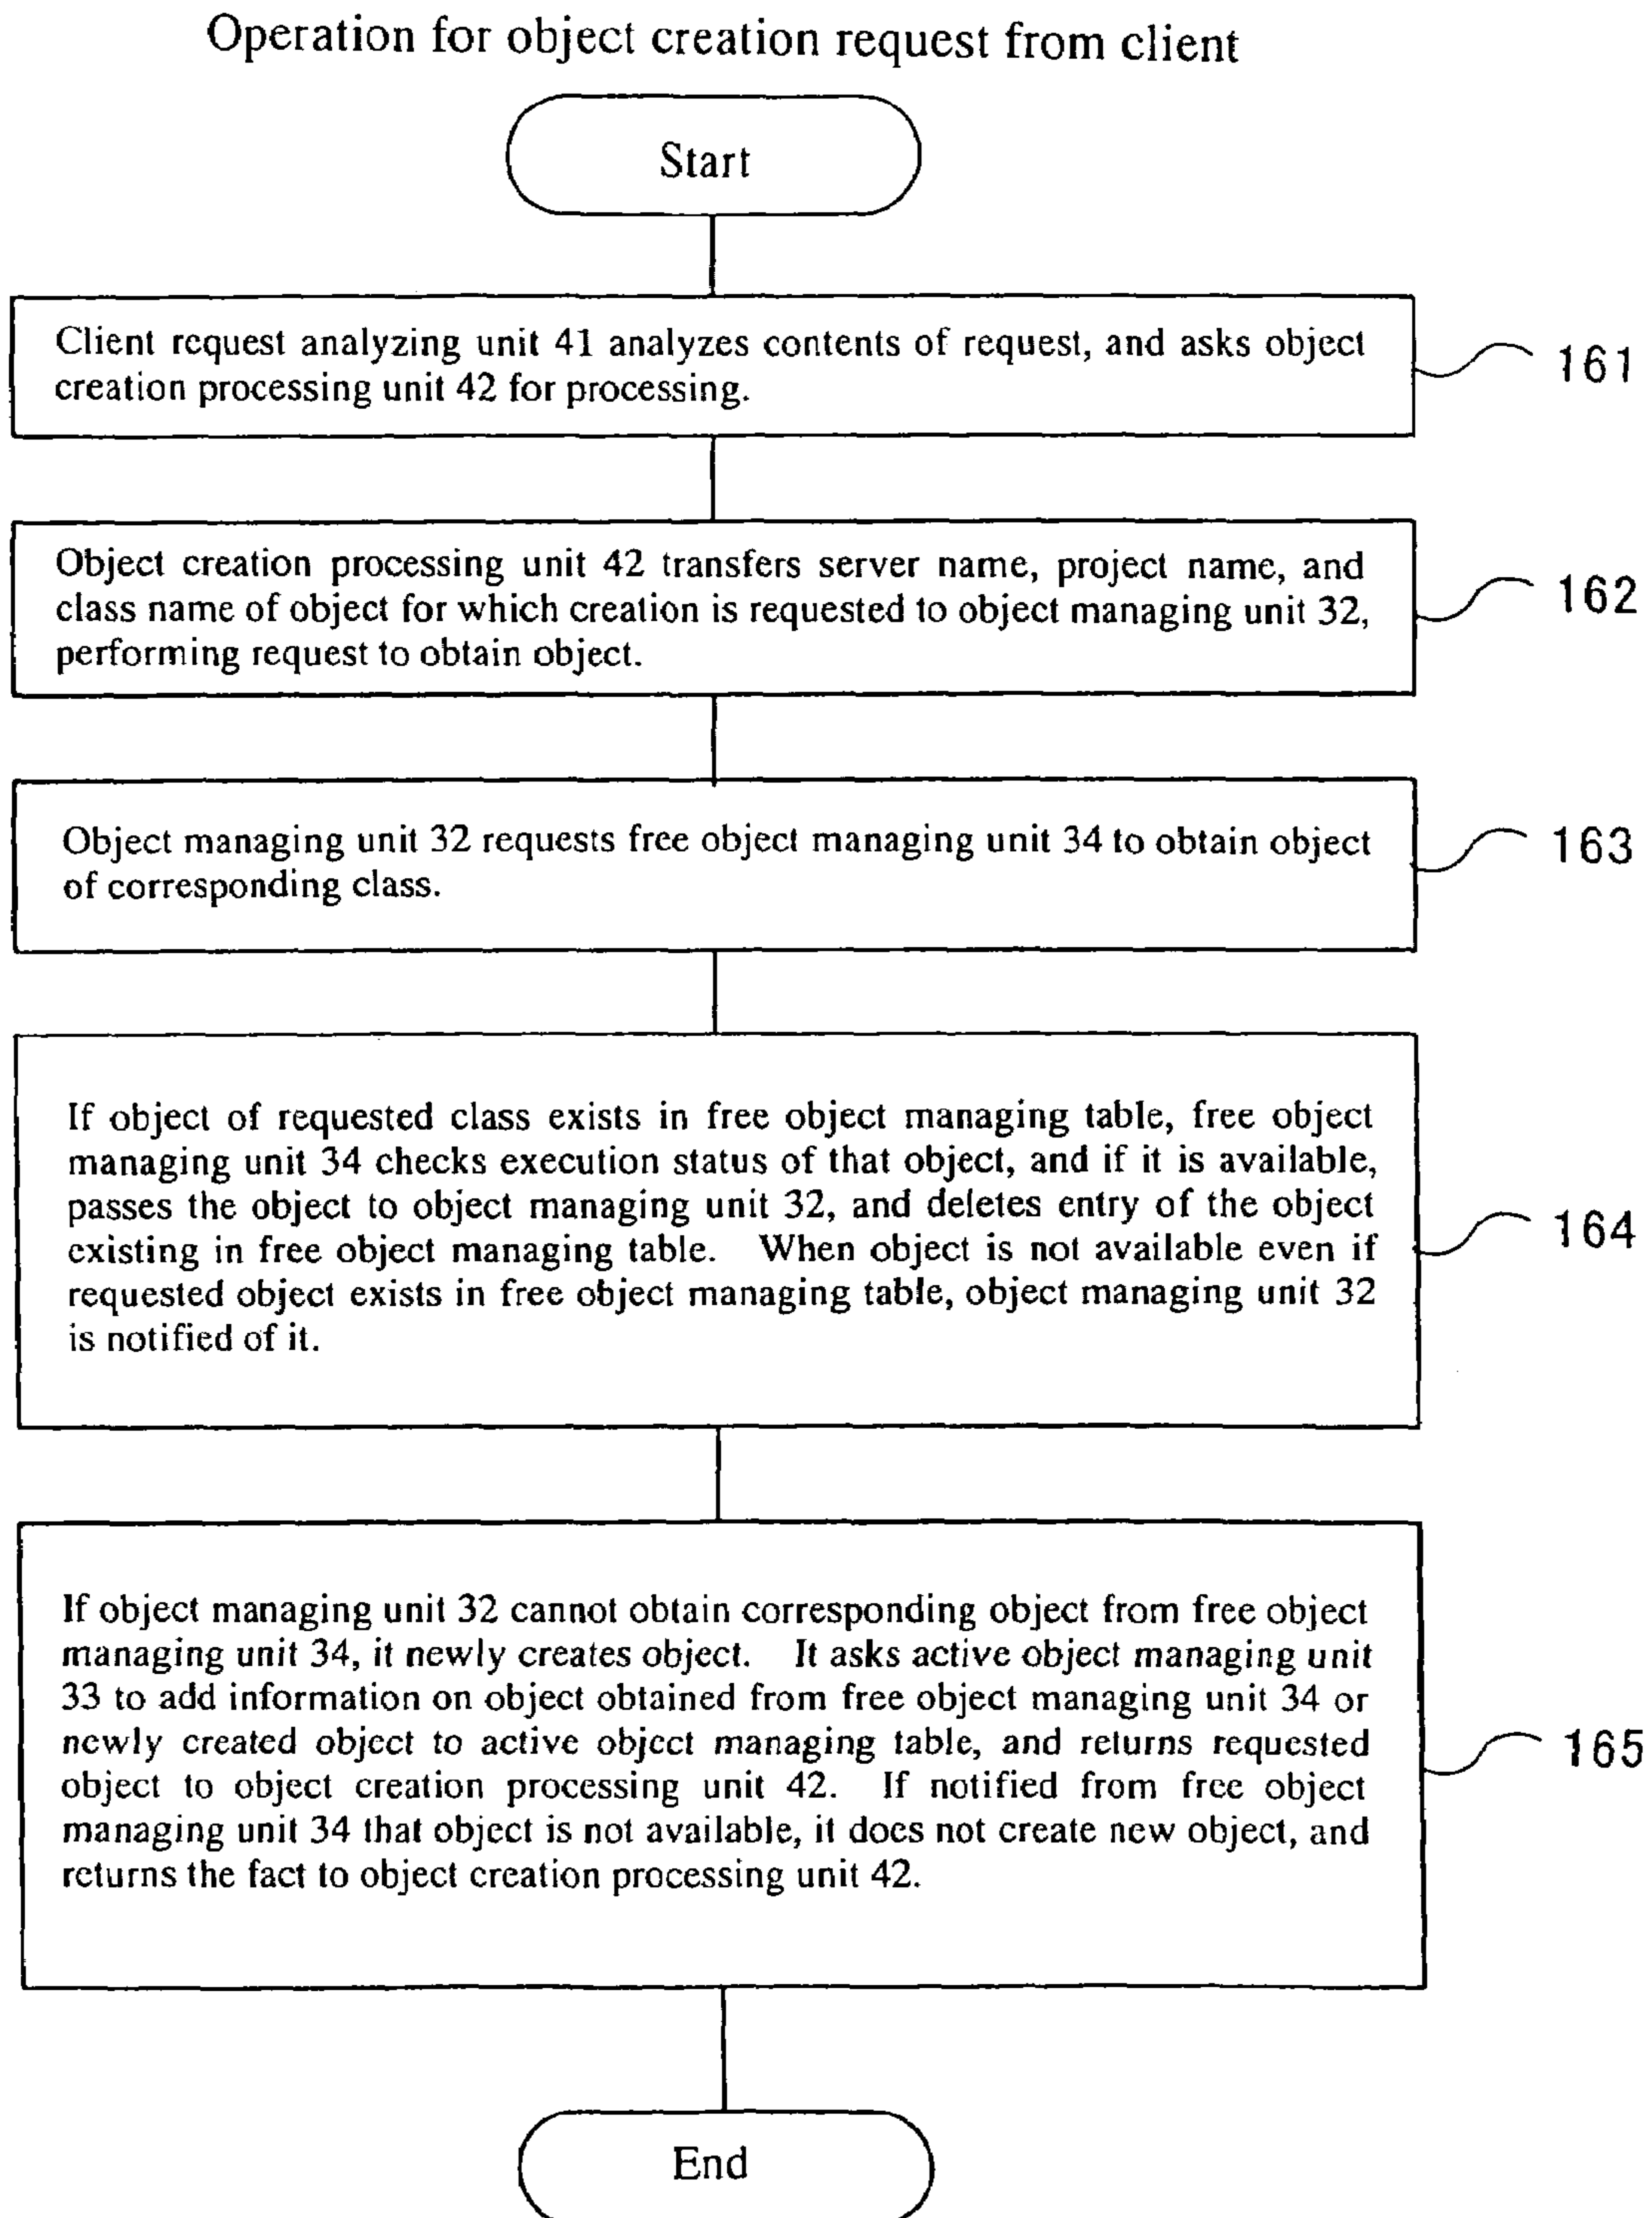 Operation for object creation request from client
Start
Client request analyzing unit 41 analyzes contents of request, and asks object
creation processing unit 42 for processing.
161
Object creation processing unit 42 transfers server name, project name, and
class name of object for which creation is requested to object managing unit 32,
performing request to obtain object.
162
Object managing unit 32 requests free object managing unit 34 to obtain object
of corresponding class.
163
If object of requested class exists in free object managing table, free object
managing unit 34 checks execution status of that object, and if it is available,
passes the object to object managing unit 32, and deletes entry of the object
existing in free object managing table. When object is not available even if
requested object exists in free object managing table, object managing unit 32
is notified of it.
164
If object managing unit 32 cannot obtain corresponding object from free object
managing unit 34, it newly creates object. It asks active object managing unit
33 to add information on object obtained from free object managing unit 34 or
newly created object to active object managing table, and returns requested
object to object creation processing unit 42. If notified from free object
managing unit 34 that object is not available, it does not create new object, and
returns the fact to object creation processing unit 42.
165
End